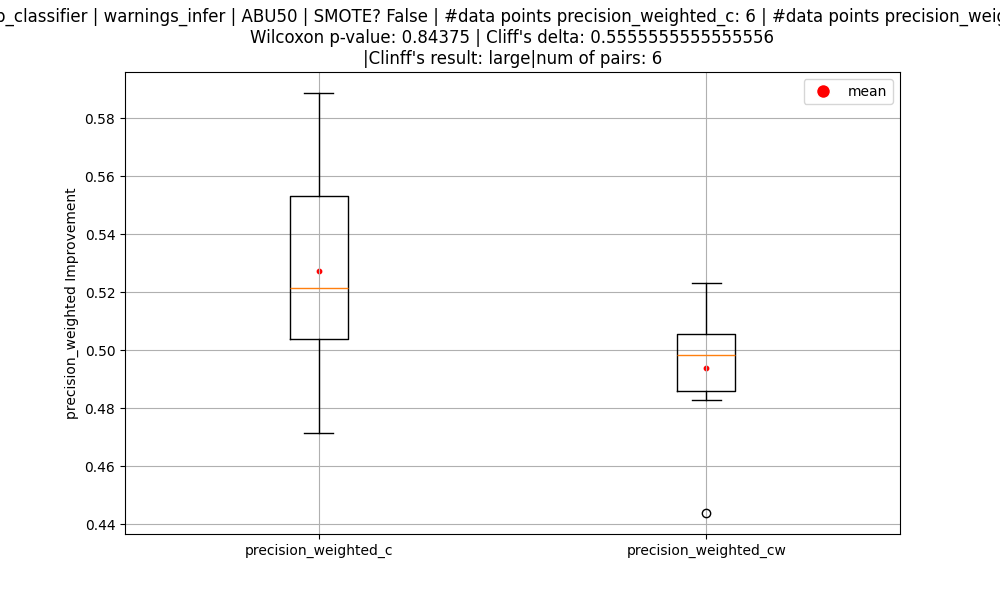 _classifier | warnings_infer | ABU50 | SMOTE? False | #data points precision_weighted_c: 6 | #data points
Wilcoxon p-value: 0.84375 | Cliff's delta: 0.5555555555555556
|Clinff's result: large|num of pairs: 6
mean
0.58
0.56
0.54
0.52
0.50
0.48
0.46
0.44
precision_weighted Improvement
precision_weighted_c
precision_weighted_cw